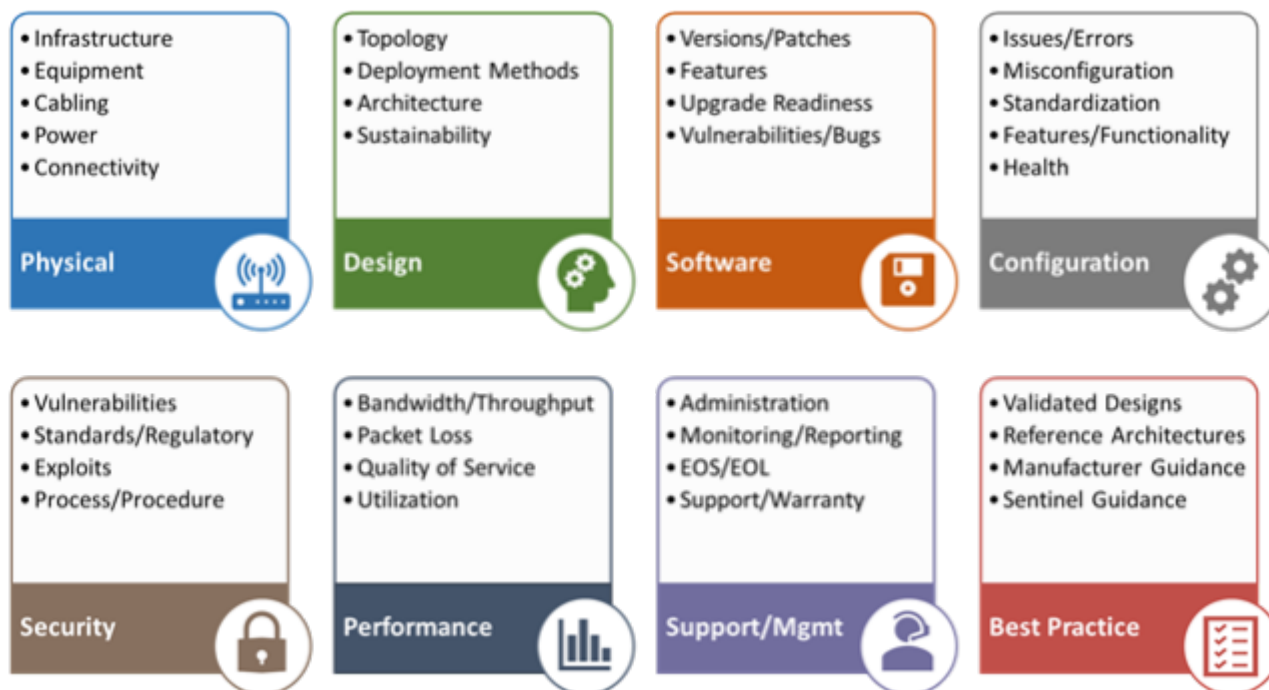 • Infrastructure
• Equipment
• Cabling
• Power
• Connectivity
Physical
• Topology
• Deployment Methods
• Architecture
• Sustainability
Design
• Versions/Patches
• Features
• Upgrade Readiness
• Vulnerabilities/Bugs
Software
• Issues/Errors
• Misconfiguration
• Standardization
• Features/Functionality
• Health
Configuration
• Vulnerabilities
• Standards/Regulatory
• Exploits
• Process/Procedure
Security
• Bandwidth/Throughput
• Packet Loss
• Quality of Service
• Utilization
Performance
• Administration
• Monitoring/Reporting
• EOS/EOL
• Support/Warranty
Support/Mgmt
• Validated Designs
• Reference Architectures
• Manufacturer Guidance
• Sentinel Guidance
Best Practice